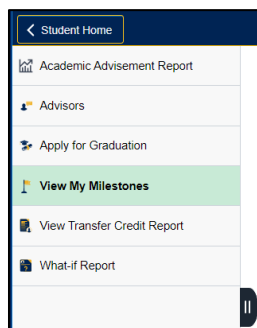 Student Home
Academic Advisement Report
Advisors
Apply for Graduation
View My Milestones
View Transfer Credit Report
What-if Report